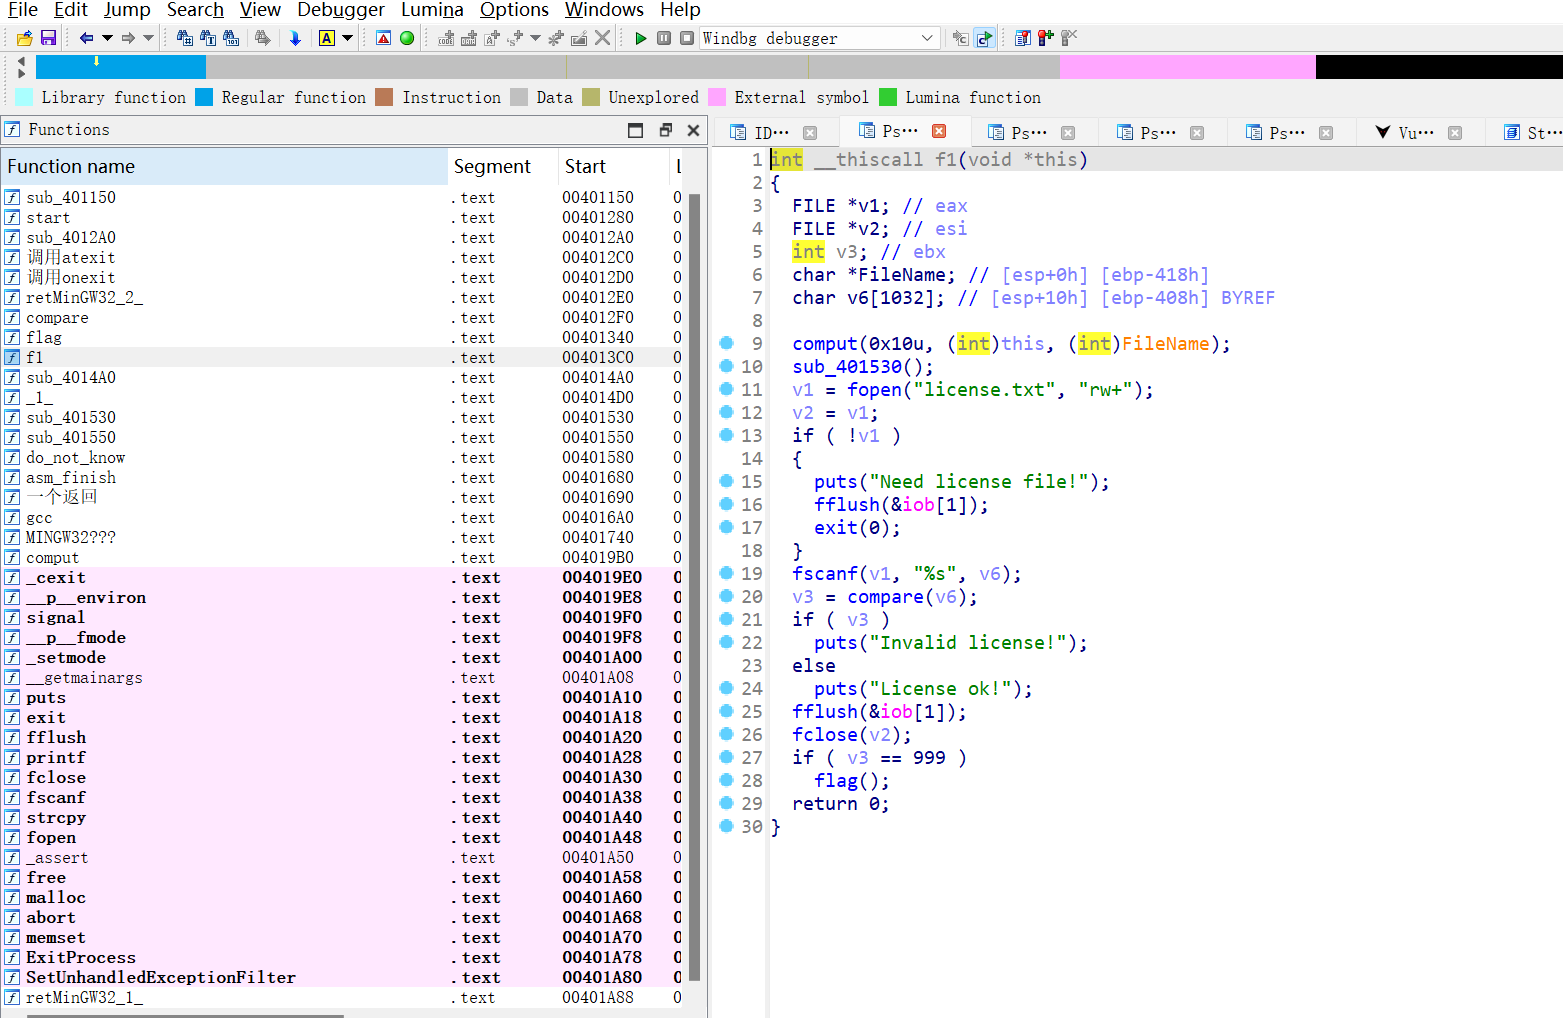 File Edit Jump Search View Debugger Lumina Options Windows Help
Windbg debugger
Library function Regular function Instruction Data Unexplored External symbol Lumina function
Functions
Function name Segment Start L
sub_401150 .text 00401150 0
start .text 00401280 0
sub_4012A0 .text 004012A0 0
调用atexit .text 004012C0 0
调用onexit .text 004012D0 0
retMinGW32_2_ .text 004012E0 0
compare .text 004012F0 0
flag .text 00401340 0
f1 .text 004013C0 0
sub_4014A0 .text 004014A0 0
_1_ .text 004014D0 0
sub_401530 .text 00401530 0
sub_401550 .text 00401550 0
do_not_know .text 00401580 0
asm_finish .text 00401680 0
一个返回 .text 00401690 0
gcc .text 004016A0 0
MINGW32??? .text 00401740 0
comput .text 004019B0 0
_cexit .text 004019E0 0
__p__environ .text 004019E8 0
signal .text 004019F0 0
__p__fmode .text 004019F8 0
_setmode .text 00401A00 0
__getmainargs .text 00401A08 0
puts .text 00401A10 0
exit .text 00401A18 0
fflush .text 00401A20 0
printf .text 00401A28 0
fclose .text 00401A30 0
fscanf .text 00401A38 0
strcpy .text 00401A40 0
fopen .text 00401A48 0
_assert .text 00401A50 0
free .text 00401A58 0
malloc .text 00401A60 0
abort .text 00401A68 0
memset .text 00401A70 0
ExitProcess .text 00401A78 0
SetUnhandledExceptionFilter .text 00401A80 0
retMinGW32_1_ .text 00401A88 0
ID⋯ Ps⋯ Ps⋯ Ps⋯ Ps⋯ Vu⋯ St⋯
1 int __thiscall f1(void *this)
2 {
3 FILE *v1; // eax
4 FILE *v2; // esi
5 int v3; // ebx
6 char *FileName; // [esp+0h] [ebp-418h]
7 char v6[1032]; // [esp+10h] [ebp-408h] BYREF
8
9 comput(0x10u, (int)this, (int)FileName);
10 sub_401530();
11 v1 = fopen("license.txt", "rw+");
12 v2 = v1;
13 if ( !v1 )
14 {
15 puts("Need license file!");
16 fflush(&iob[1]);
17 exit(0);
18 }
19 fscanf(v1, "%s", v6);
20 v3 = compare(v6);
21 if ( v3 )
22 puts("Invalid license!");
23 else
24 puts("License ok!");
25 fflush(&iob[1]);
26 fclose(v2);
27 if ( v3 == 999 )
28 flag();
29 return 0;
30 }